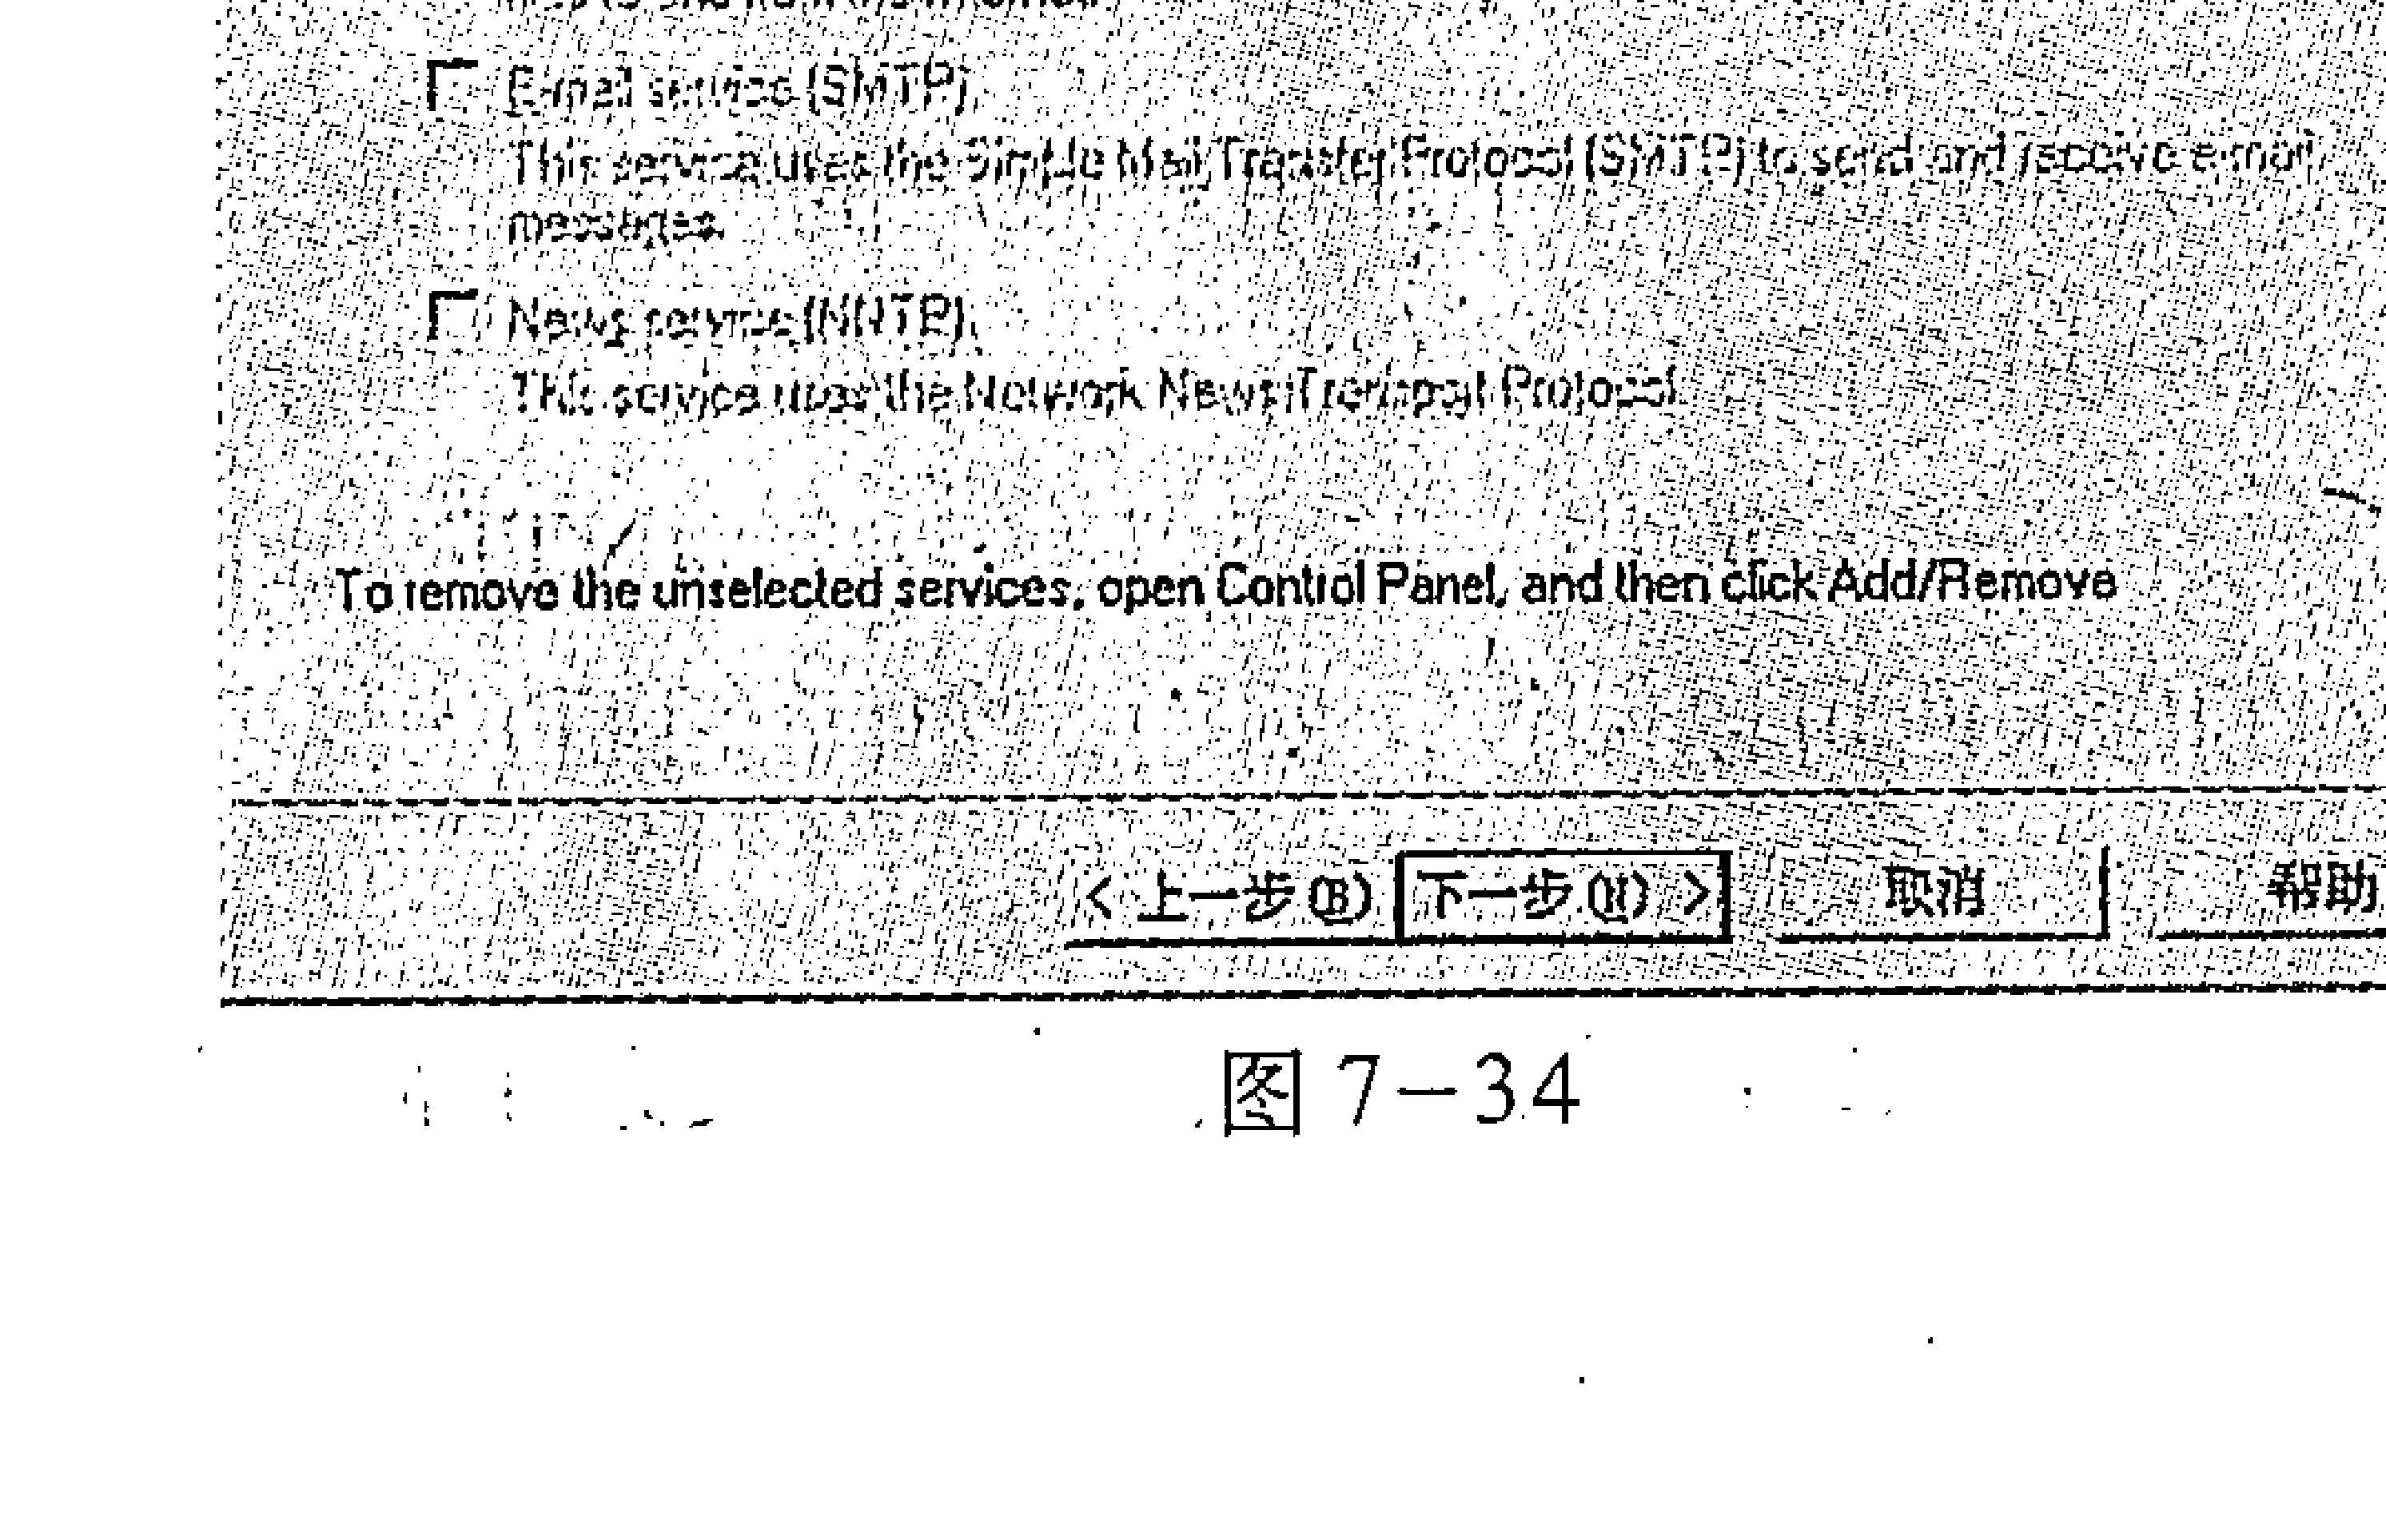 E-mail service (SMTP)
This service uses the Simple Mail Transfer Protocol (SMTP) to send and receive e-mail
messages.
News service (NNTP)
This service uses the Network News Transport Protocol.
To remove the unselected services, open Control Panel, and then click Add/Remove
< 上一步(B) 下一步(N) > 取消 帮助
图 7-34